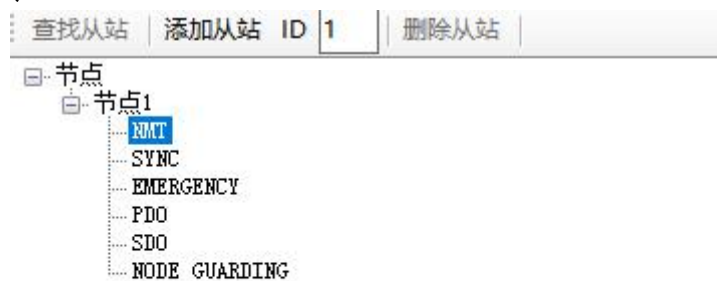 查找从站 添加从站 ID 1 删除从站
节点
节点1
NMT
SYNC
EMERGENCY
PDO
SDO
NODE GUARDING